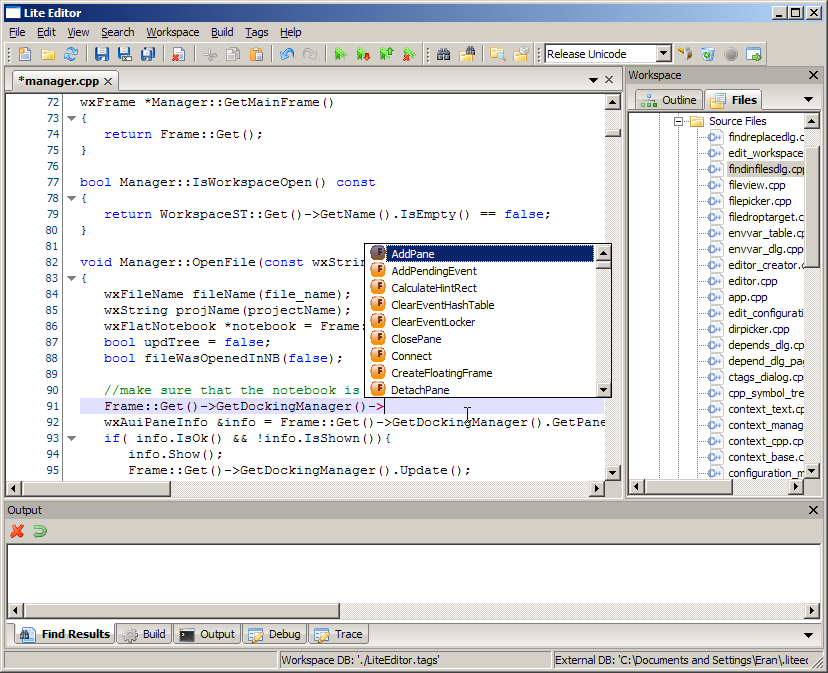 Lite Editor
File Edit View Search Workspace Build Tags Help
Release Unicode
*manager.cpp
72 wxFrame *Manager::GetMainFrame()
73 {
74 return Frame::Get();
75 }
76
77 bool Manager::IsWorkspaceOpen() const
78 {
79 return WorkspaceST::Get()->GetName().IsEmpty() == false;
80 }
81
82 void Manager::OpenFile(const wxStrin
83 {
84 wxFileName fileName(file_name);
85 wxString projName(projectName);
86 wxFlatNotebook *notebook = Frame:
87 bool updTree = false;
88 bool fileWasOpenedInNB(false);
89
90 //make sure that the notebook is
91 Frame::Get()->GetDockingManager()->
92 wxAuiPaneInfo &info = Frame::Get()->GetDockingManager().GetPane
93 if( info.IsOk() && !info.IsShown()){
94 info.Show();
95 Frame::Get()->GetDockingManager().Update();
AddPane
AddPendingEvent
CalculateHintRect
ClearEventHashTable
ClearEventLocker
ClosePane
Connect
CreateFloatingFrame
DetachPane
Workspace
Outline Files
Source Files
findreplacedlg.c
edit_workspace
findinfilesdlg.cpp
fileview.cpp
filepicker.cpp
filedroptarget.c
envvar_table.cp
envvar_dlg.cpp
editor_creator.c
editor.cpp
app.cpp
edit_configurati
dirpicker.cpp
depends_dlg.cp
depend_dlg_pa
ctags_dialog.cp
cpp_symbol_tre
context_text.cp
context_manag
context_cpp.cp
context_base.c
configuration_m
Output
Find Results Build Output Debug Trace
Workspace DB: './LiteEditor.tags' External DB: 'C:\Documents and Settings\Eran\.liteec